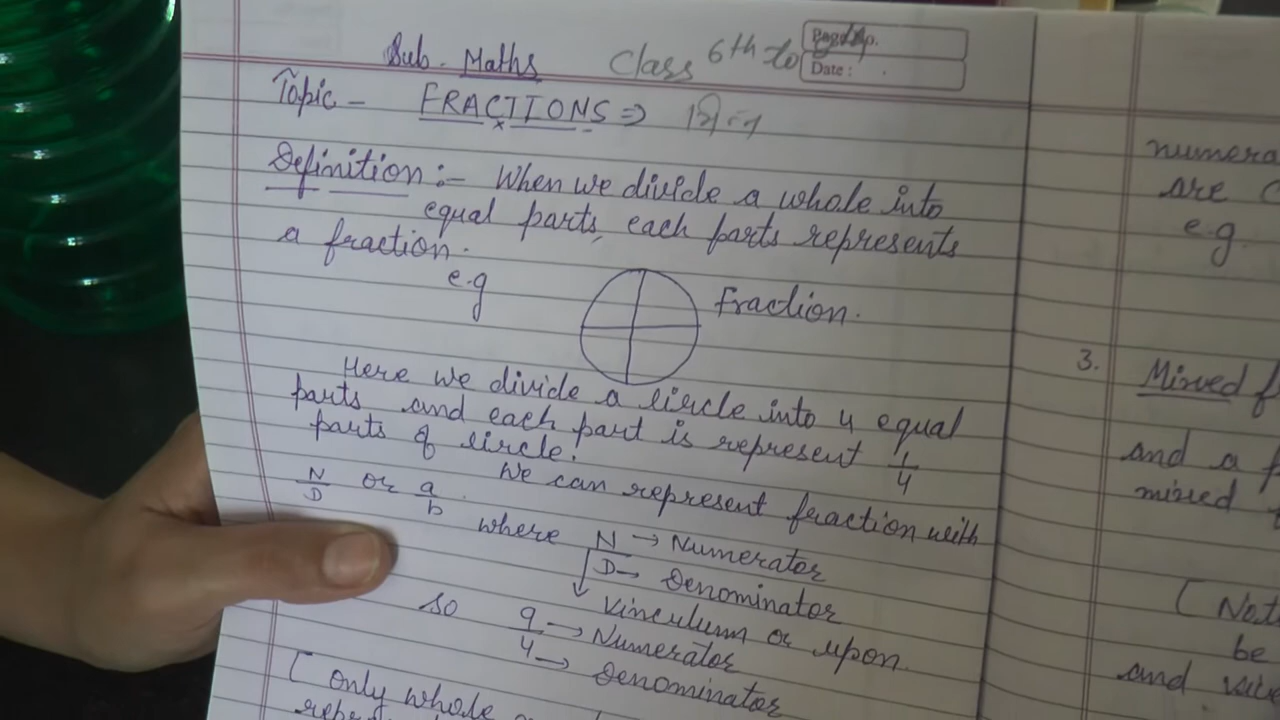 Sub. Maths Class 6th to
Date :
Topic - FRACTIONS ⇒ भिन्न
Definition :- When we divide a whole into
equal parts, each parts represents
a fraction.
e.g
Fraction.
Here we divide a circle into 4 equal
parts and each part is represent 1/4
parts of circle.
We can represent fraction with
N/D or a/b. where N → Numerator
D → Denominator
Vinculum or upon.
so 9 → Numerator
4 → Denominator
[ Only whole
numera
are
e.g
3. Mixed f
and a f
mixed
[ Not
be
and